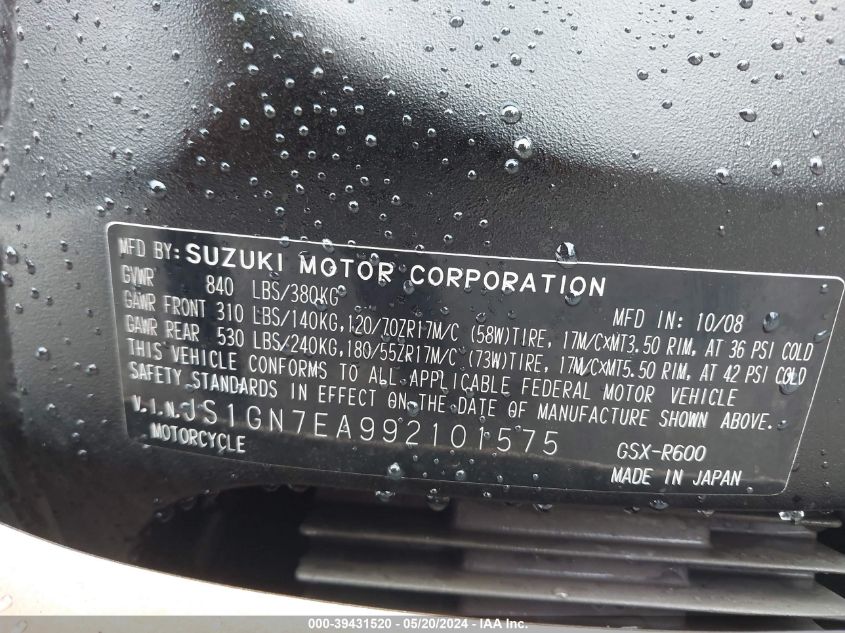 MFD BY: SUZUKI MOTOR CORPORATION
GVWR 840 LBS/380KG MFD IN: 10/08
GAWR FRONT 310 LBS/140KG,120/70ZR17M/C (58W)TIRE, 17M/C×MT3.50 RIM, AT 36 PSI COLD
GAWR REAR 530 LBS/240KG,180/55ZR17M/C (73W)TIRE, 17M/C×MT5.50 RIM, AT 42 PSI COLD
THIS VEHICLE CONFORMS TO ALL APPLICABLE FEDERAL MOTOR VEHICLE
SAFETY STANDARDS IN EFFECT ON THE DATE OF MANUFACTURE SHOWN ABOVE.
V.I.N. JS1GN7EA992101575
MOTORCYCLE GSX-R600
MADE IN JAPAN
000-39431520 - 05/20/2024 - IAA Inc.